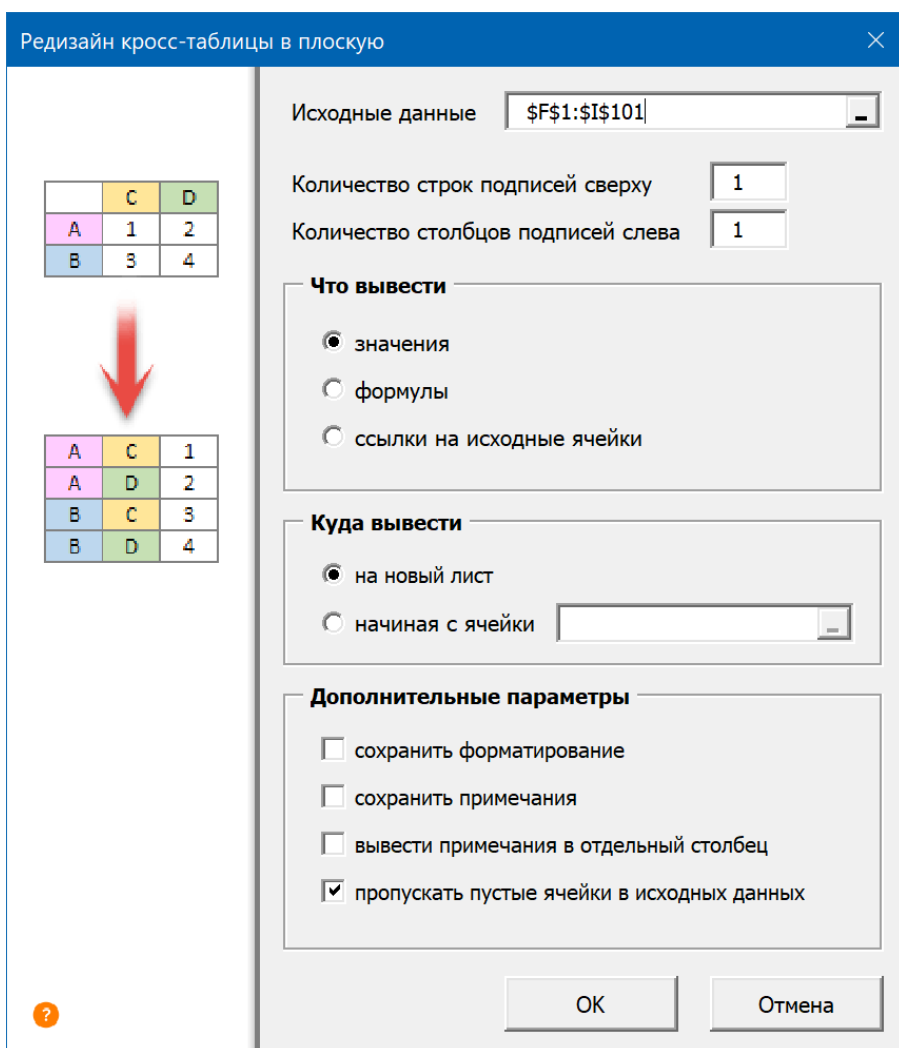 Редизайн кросс-таблицы в плоскую
Исходные данные $F$1:$I$101
Количество строк подписей сверху 1
Количество столбцов подписей слева 1
C D
A 1 2
B 3 4
Что вывести
значения
формулы
ссылки на исходные ячейки
A C 1
A D 2
B C 3
B D 4
Куда вывести
на новый лист
начиная с ячейки
Дополнительные параметры
сохранить форматирование
сохранить примечания
вывести примечания в отдельный столбец
пропускать пустые ячейки в исходных данных
?
OK Отмена